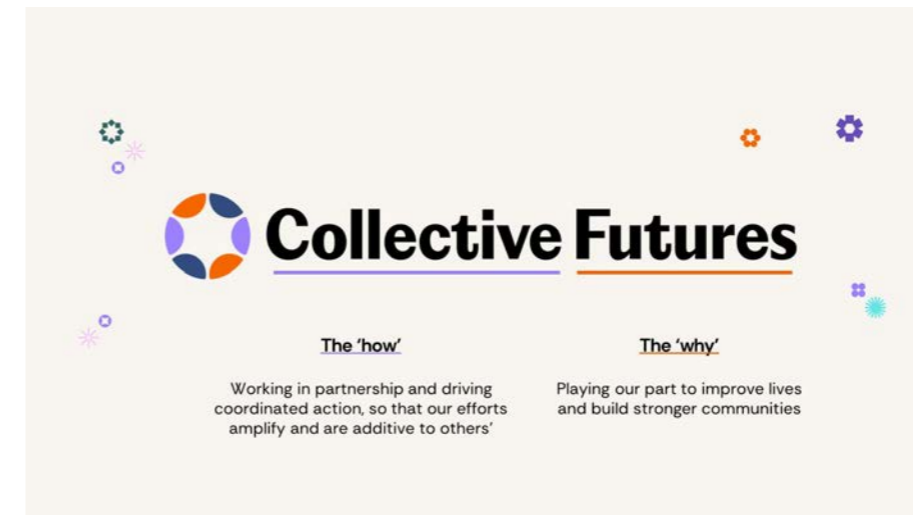 Collective Futures
The ‘how’
Working in partnership and driving
coordinated action, so that our efforts
amplify and are additive to others’
The ‘why’
Playing our part to improve lives
and build stronger communities